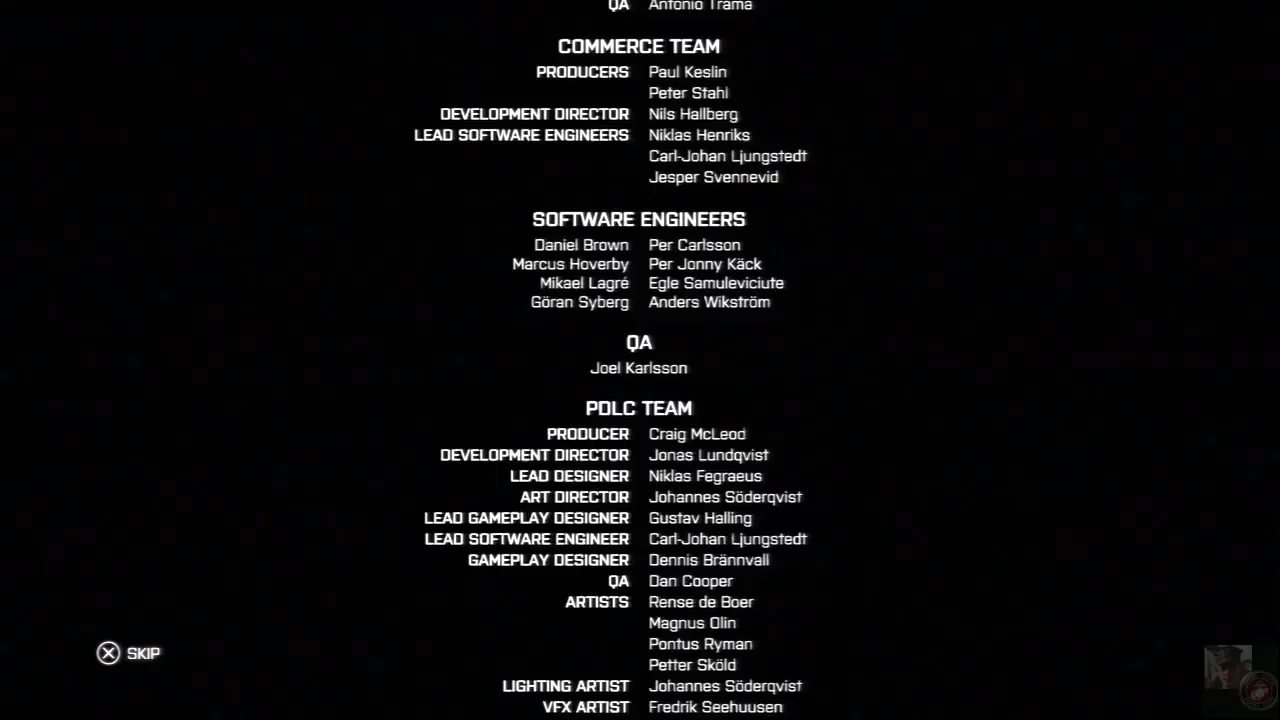 QA Antonio Trama
COMMERCE TEAM
PRODUCERS Paul Keslin
Peter Stahl
DEVELOPMENT DIRECTOR Nils Hallberg
LEAD SOFTWARE ENGINEERS Niklas Henriks
Carl-Johan Ljungstedt
Jesper Svennevid
SOFTWARE ENGINEERS
Daniel Brown Per Carlsson
Marcus Hoverby Per Jonny Käck
Mikael Lagré Egle Samuleviciute
Göran Syberg Anders Wikström
QA
Joel Karlsson
PDLC TEAM
PRODUCER Craig McLeod
DEVELOPMENT DIRECTOR Jonas Lundqvist
LEAD DESIGNER Niklas Fegraeus
ART DIRECTOR Johannes Söderqvist
LEAD GAMEPLAY DESIGNER Gustav Halling
LEAD SOFTWARE ENGINEER Carl-Johan Ljungstedt
GAMEPLAY DESIGNER Dennis Brännvall
QA Dan Cooper
ARTISTS Rense de Boer
Magnus Olin
Pontus Ryman
Petter Sköld
LIGHTING ARTIST Johannes Söderqvist
VFX ARTIST Fredrik Seehuusen
SKIP